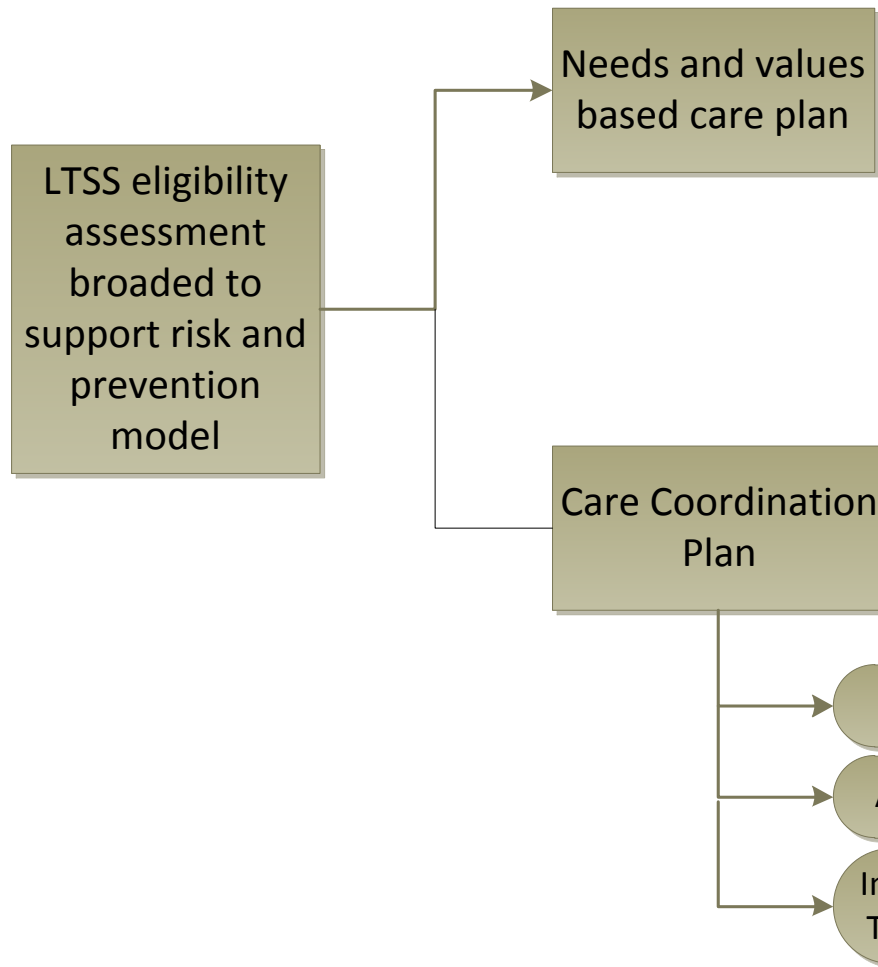 Needs and values
based care plan
LTSS eligibility
assessment
broaded to
support risk and
prevention
model
Care Coordination
Plan